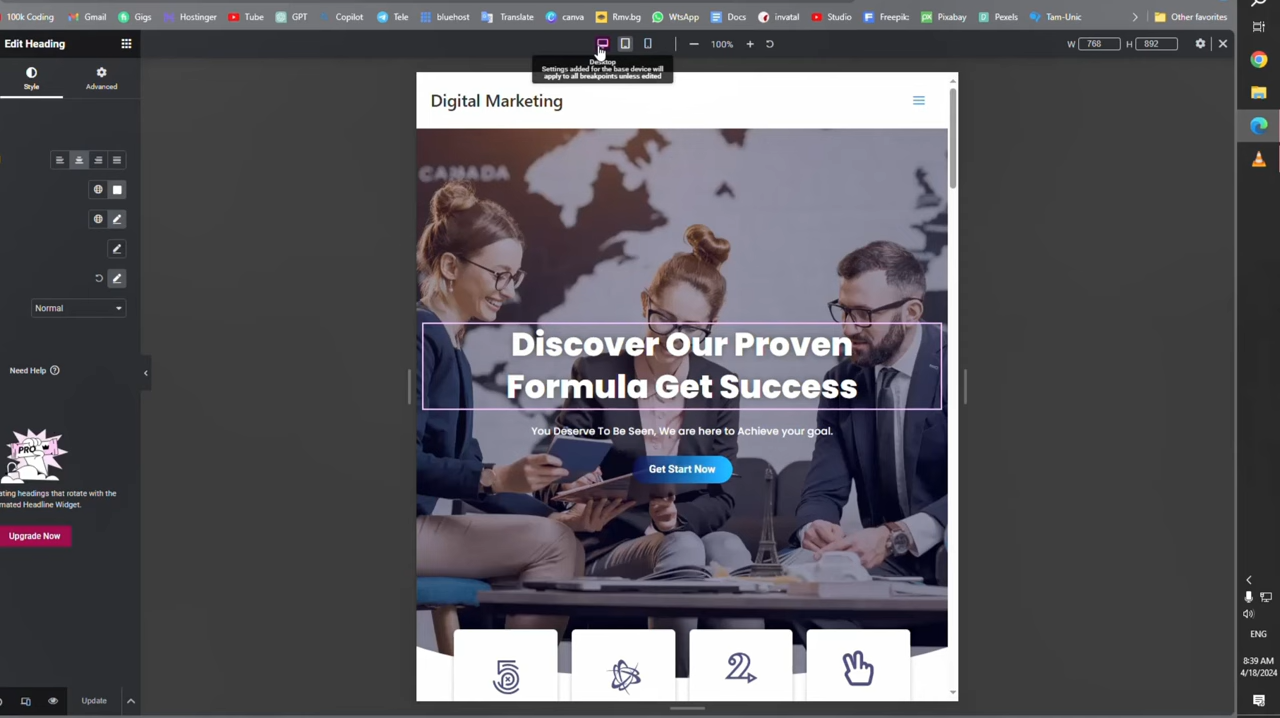 100k Coding Gmail Gigs Hostinger Tube GPT Copilot Tele bluehost Translate canva Rmv.bg WtsApp Docs invatal Studio Freepik: Pixabay Pexels Tam-Unic Other favorites
Edit Heading
100%
W 768 H 892
Style Advanced
Desktop
Settings added for the base device will
apply to all breakpoints unless edited
Digital Marketing
CANADA
Normal
Discover Our Proven
Formula Get Success
Need Help
You Deserve To Be Seen, We are here to Achieve your goal.
Get Start Now
PRO
ating headings that rotate with the
mated Headline Widget.
Upgrade Now
ENG
8:39 AM
4/18/2024
Update